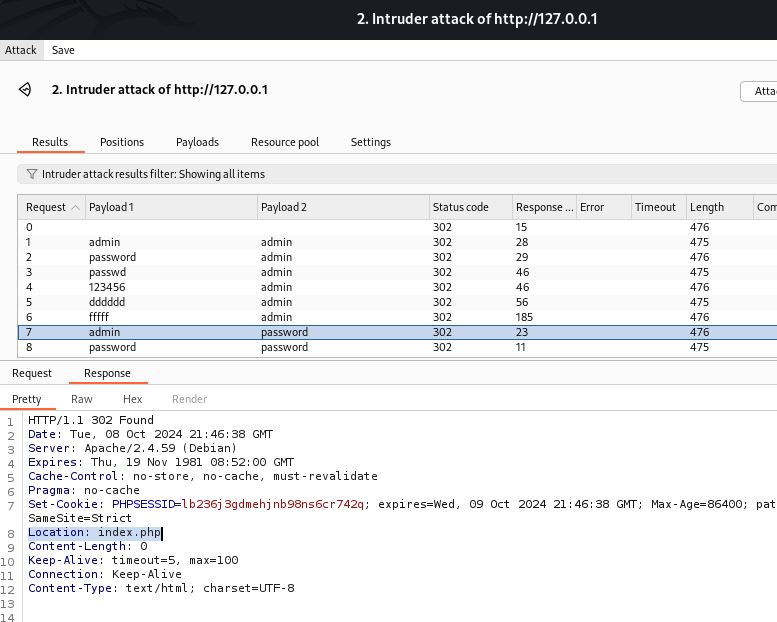 2. Intruder attack of http://127.0.0.1
Attack Save
2. Intruder attack of http://127.0.0.1
Atta
Results Positions Payloads Resource pool Settings
Intruder attack results filter: Showing all items
Request Payload 1 Payload 2 Status code Response ... Error Timeout Length Com
0 302 15 476
1 admin admin 302 28 475
2 password admin 302 29 476
3 passwd admin 302 46 475
4 123456 admin 302 46 476
5 dddddd admin 302 56 475
6 fffff admin 302 185 476
7 admin password 302 23 476
8 password password 302 11 475
Request Response
Pretty Raw Hex Render
1 HTTP/1.1 302 Found
2 Date: Tue, 08 Oct 2024 21:46:38 GMT
3 Server: Apache/2.4.59 (Debian)
4 Expires: Thu, 19 Nov 1981 08:52:00 GMT
5 Cache-Control: no-store, no-cache, must-revalidate
6 Pragma: no-cache
7 Set-Cookie: PHPSESSID=lb236j3gdmehjnb98ns6cr742q; expires=Wed, 09 Oct 2024 21:46:38 GMT; Max-Age=86400; pat
SameSite=Strict
8 Location: index.php
9 Content-Length: 0
10 Keep-Alive: timeout=5, max=100
11 Connection: Keep-Alive
12 Content-Type: text/html; charset=UTF-8
13
14